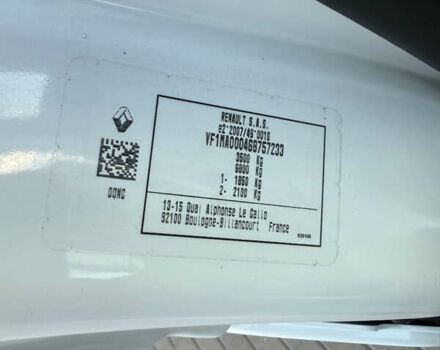 RENAULT S.A.S.
e2*2007/46*0019
VF1MA000468757233
3500 Kg
6000 Kg
1- 1850 Kg
2- 2100 Kg
13-15 Quai Alphonse Le Gallo
92100 Boulogne-Billancourt France